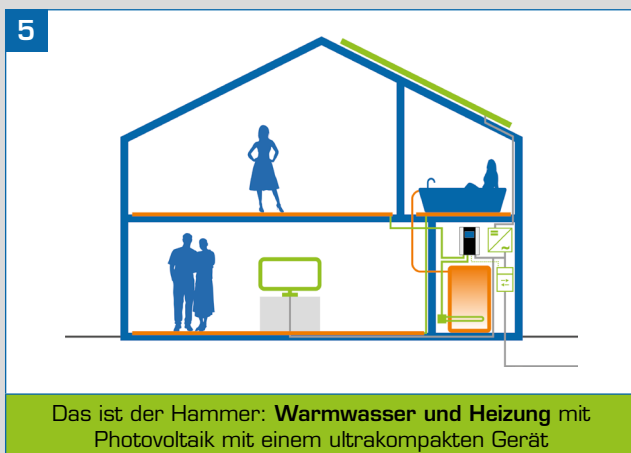 5
Das ist der Hammer: Warmwasser und Heizung mit
Photovoltaik mit einem ultrakompakten Gerät